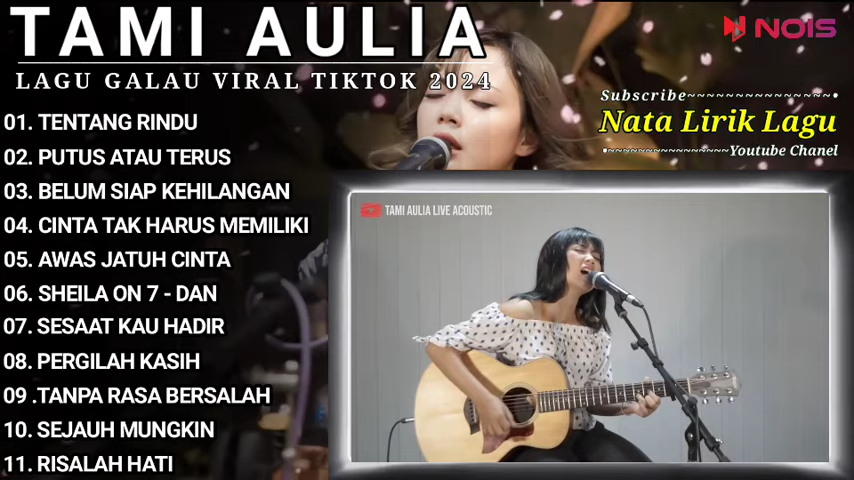 TAMI AULIA
LAGU GALAU VIRAL TIKTOK 2024
NOIS
Subscribe~~~~~~~~~~~~~~~•
Nata Lirik Lagu
•~~~~~~~~~~~~~~~~Youtube Chanel
01. TENTANG RINDU
02. PUTUS ATAU TERUS
03. BELUM SIAP KEHILANGAN
04. CINTA TAK HARUS MEMILIKI
05. AWAS JATUH CINTA
06. SHEILA ON 7 - DAN
07. SESAAT KAU HADIR
08. PERGILAH KASIH
09 .TANPA RASA BERSALAH
10. SEJAUH MUNGKIN
11. RISALAH HATI
TAMI AULIA LIVE ACOUSTIC